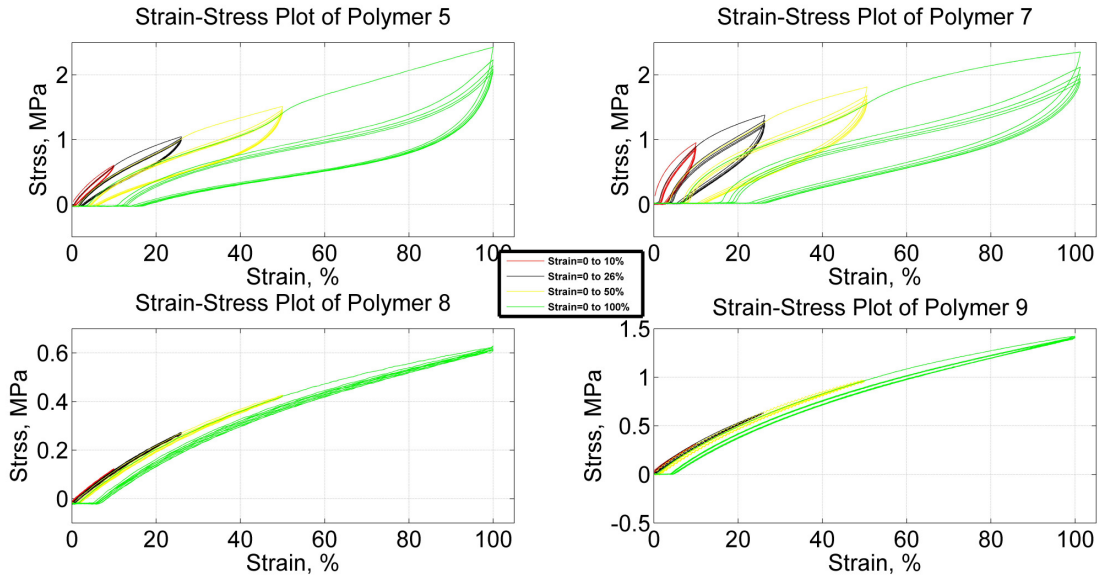 Strain-Stress Plot of Polymer 5
Strss, MPa
2
1
0
0 20 40 60 80 100
Strain, %
Strain-Stress Plot of Polymer 7
Strss, MPa
2
1
0
0 20 40 60 80 100
Strain, %
Strain=0 to 10%
Strain=0 to 26%
Strain=0 to 50%
Strain=0 to 100%
Strain-Stress Plot of Polymer 8
Strss, MPa
0.6
0.4
0.2
0
0 20 40 60 80 100
Strain, %
Strain-Stress Plot of Polymer 9
Strss, MPa
1.5
1
0.5
0
-0.5
0 20 40 60 80 100
Strain, %